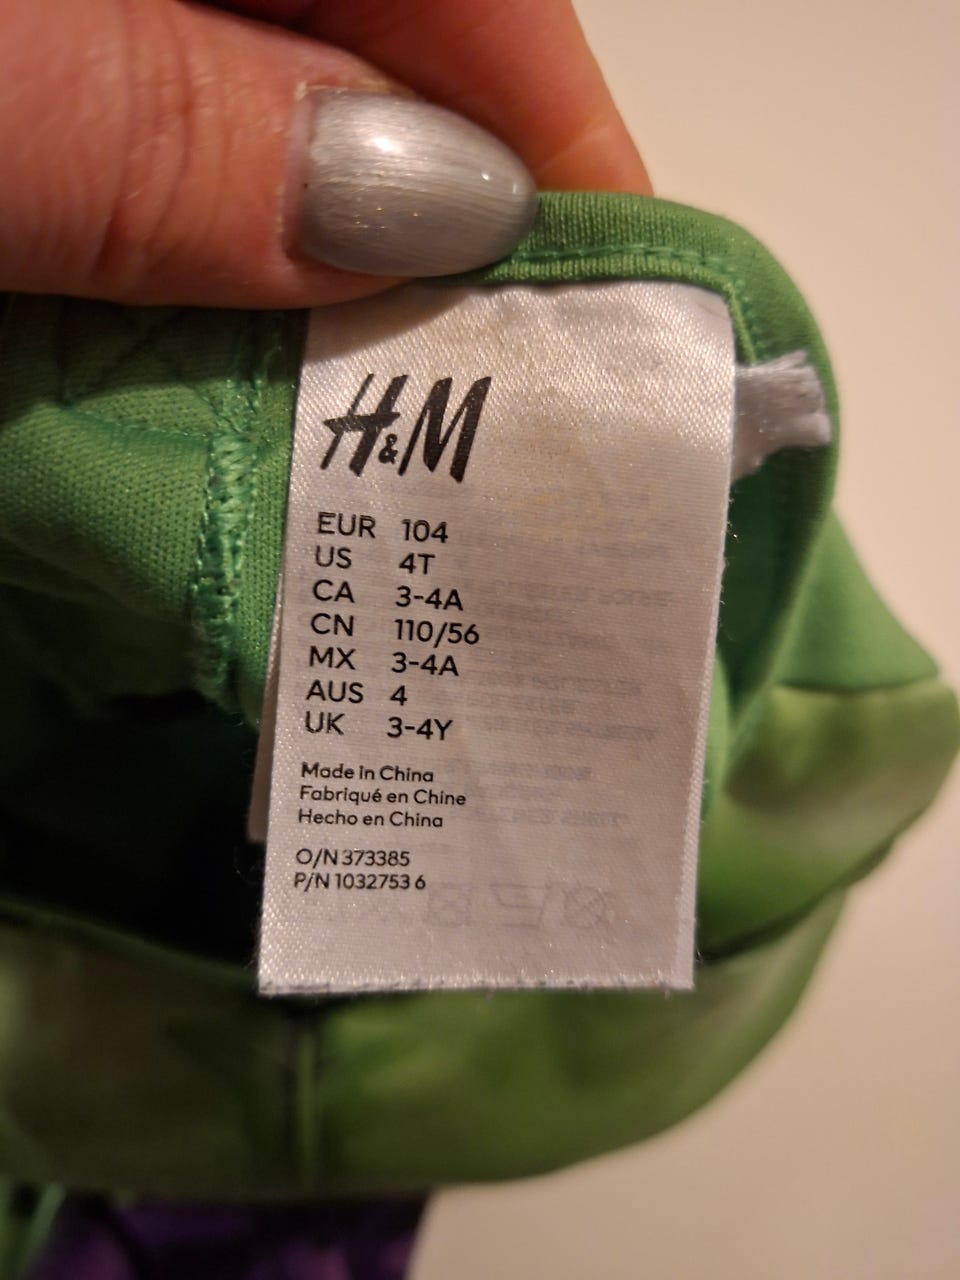 H&M
EUR 104
US 4T
CA 3-4A
CN 110/56
MX 3-4A
AUS 4
UK 3-4Y
Made in China
Fabriqué en Chine
Hecho en China
O/N 373385
P/N 1032753 6